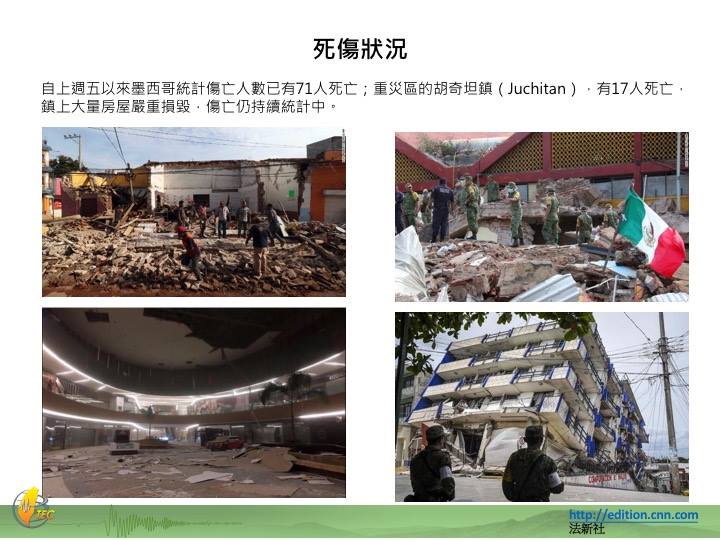 死傷狀況
自上週五以來墨西哥統計傷亡人數已有71人死亡；重災區的胡奇坦鎮（Juchitan），有17人死亡，
鎮上大量房屋嚴重損毀，傷亡仍持續統計中。
TEC
http://edition.cnn.com
法新社